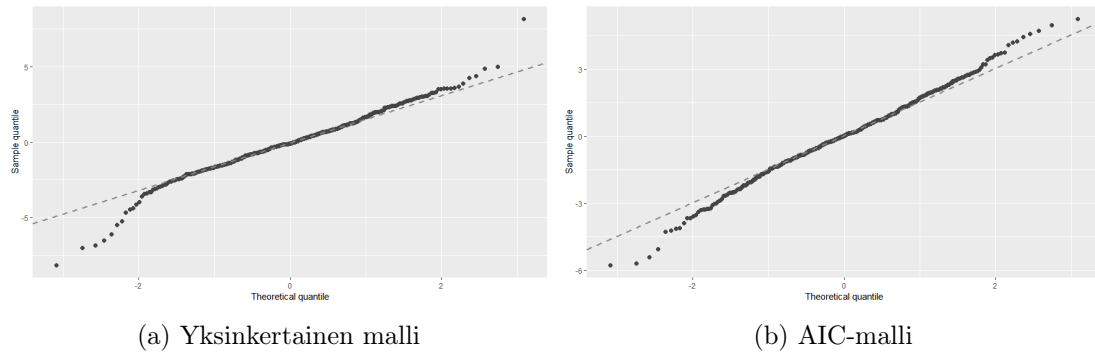 5
0
-5
-2
0
2
Sample quantile
Theoretical quantile
(a) Yksinkertainen malli
3
0
-3
-6
-2
0
2
Sample quantile
Theoretical quantile
(b) AIC-malli